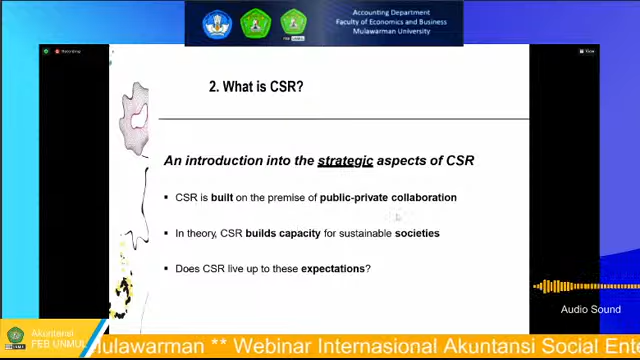 Accounting Department
Faculty of Economics and Business
Mulawarman University
Recording
View
2. What is CSR?
An introduction into the strategic aspects of CSR
▪ CSR is built on the premise of public-private collaboration
▪ In theory, CSR builds capacity for sustainable societies
▪ Does CSR live up to these expectations?
Audio Sound
Akuntansi
FEB UNMUL
Mulawarman ** Webinar Internasional Akuntansi Social Ent